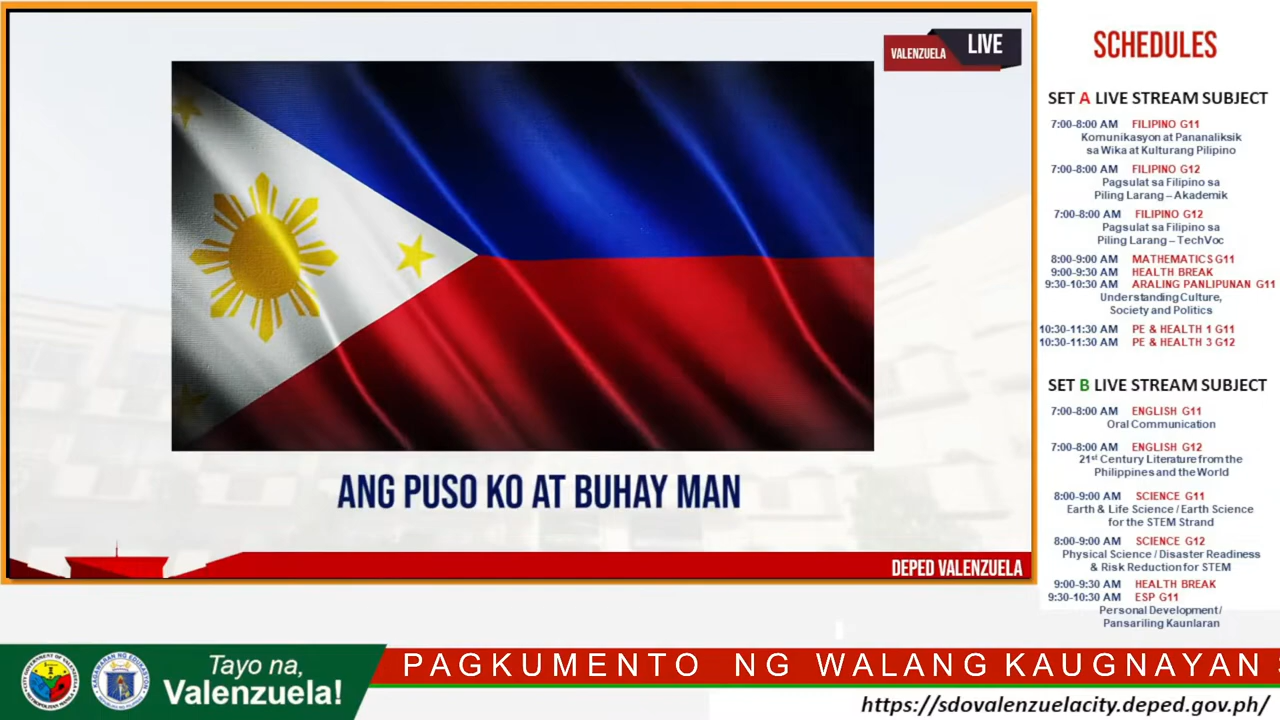 VALENZUELA LIVE
ANG PUSO KO AT BUHAY MAN
DEPED VALENZUELA
SCHEDULES
SET A LIVE STREAM SUBJECT
7:00-8:00 AM FILIPINO G11
Komunikasyon at Pananaliksik
sa Wika at Kulturang Pilipino
7:00-8:00 AM FILIPINO G12
Pagsulat sa Filipino sa
Piling Larang – Akademik
7:00-8:00 AM FILIPINO G12
Pagsulat sa Filipino sa
Piling Larang – TechVoc
8:00-9:00 AM MATHEMATICS G11
9:00-9:30 AM HEALTH BREAK
9:30-10:30 AM ARALING PANLIPUNAN G11
Understanding Culture,
Society and Politics
10:30-11:30 AM PE & HEALTH 1 G11
10:30-11:30 AM PE & HEALTH 3 G12
SET B LIVE STREAM SUBJECT
7:00-8:00 AM ENGLISH G11
Oral Communication
7:00-8:00 AM ENGLISH G12
21st Century Literature from the
Philippines and the World
8:00-9:00 AM SCIENCE G11
Earth & Life Science / Earth Science
for the STEM Strand
8:00-9:00 AM SCIENCE G12
Physical Science / Disaster Readiness
& Risk Reduction for STEM
9:00-9:30 AM HEALTH BREAK
9:30-10:30 AM ESP G11
Personal Development/
Pansariling Kaunlaran
Tayo na,
Valenzuela!
PAGKUMENTO NG WALANG KAUGNAYAN
https://sdovalenzuelacity.deped.gov.ph/